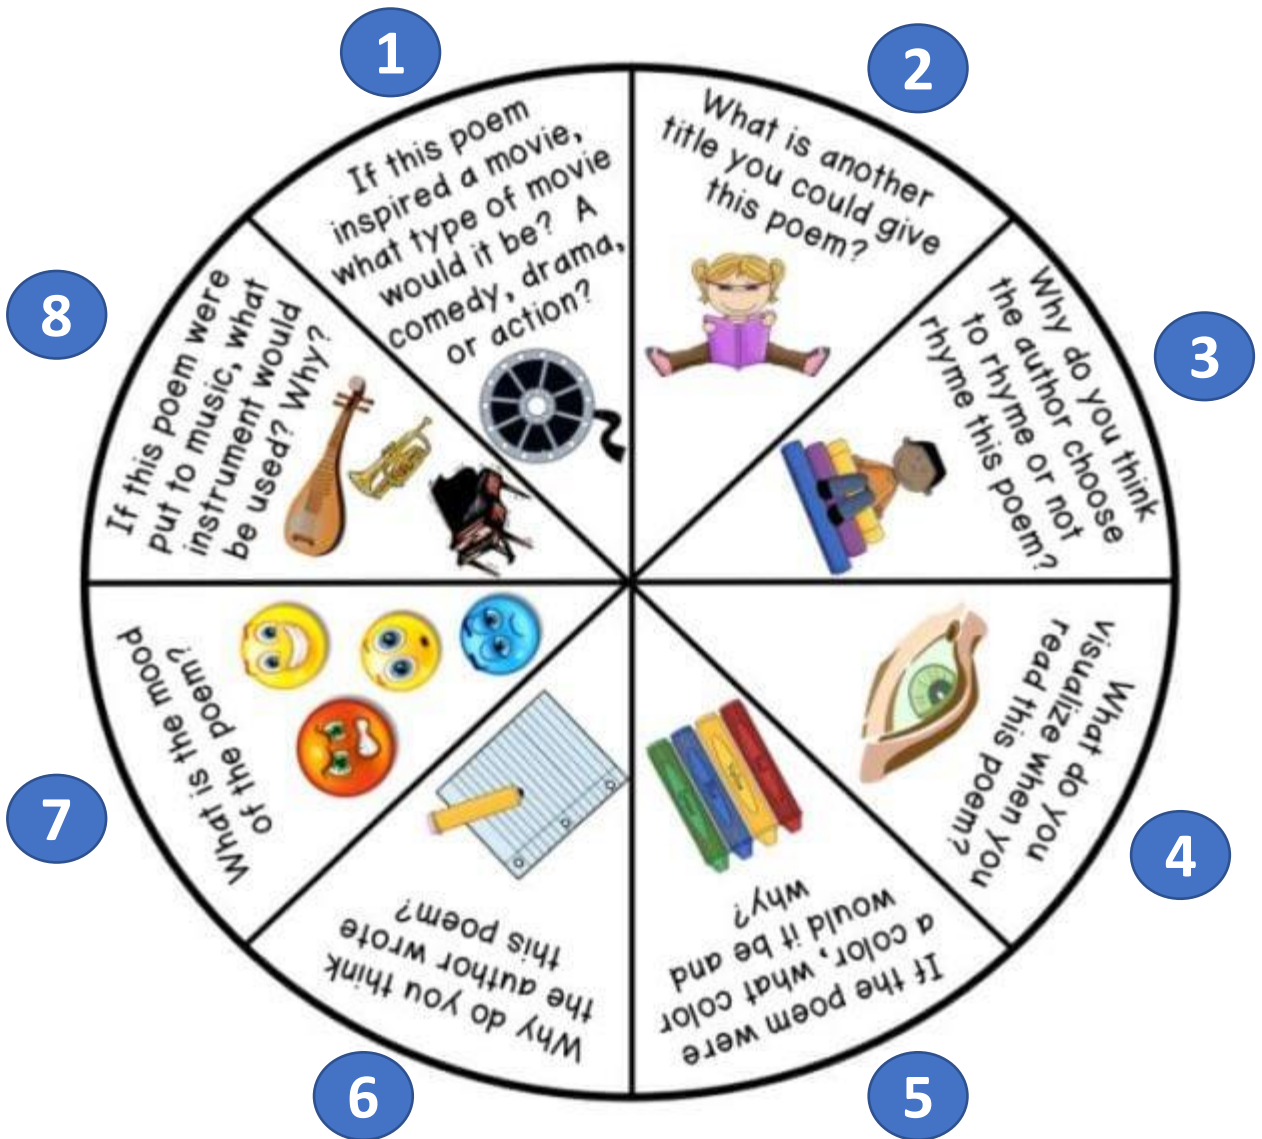 1
If this poem
inspired a movie,
what type of movie
would it be? A
comedy, drama,
or action?
2
What is another
title you could give
this poem?
3
Why do you think
the author choose
to rhyme or not
rhyme this poem?
4
What do you
visualize when you
read this poem?
5
If the poem were
a color, what color
would it be and
why?
6
Why do you think
the author wrote
this poem?
7
What is the mood
of the poem?
8
If this poem were
put to music, what
instrument would
be used? Why?